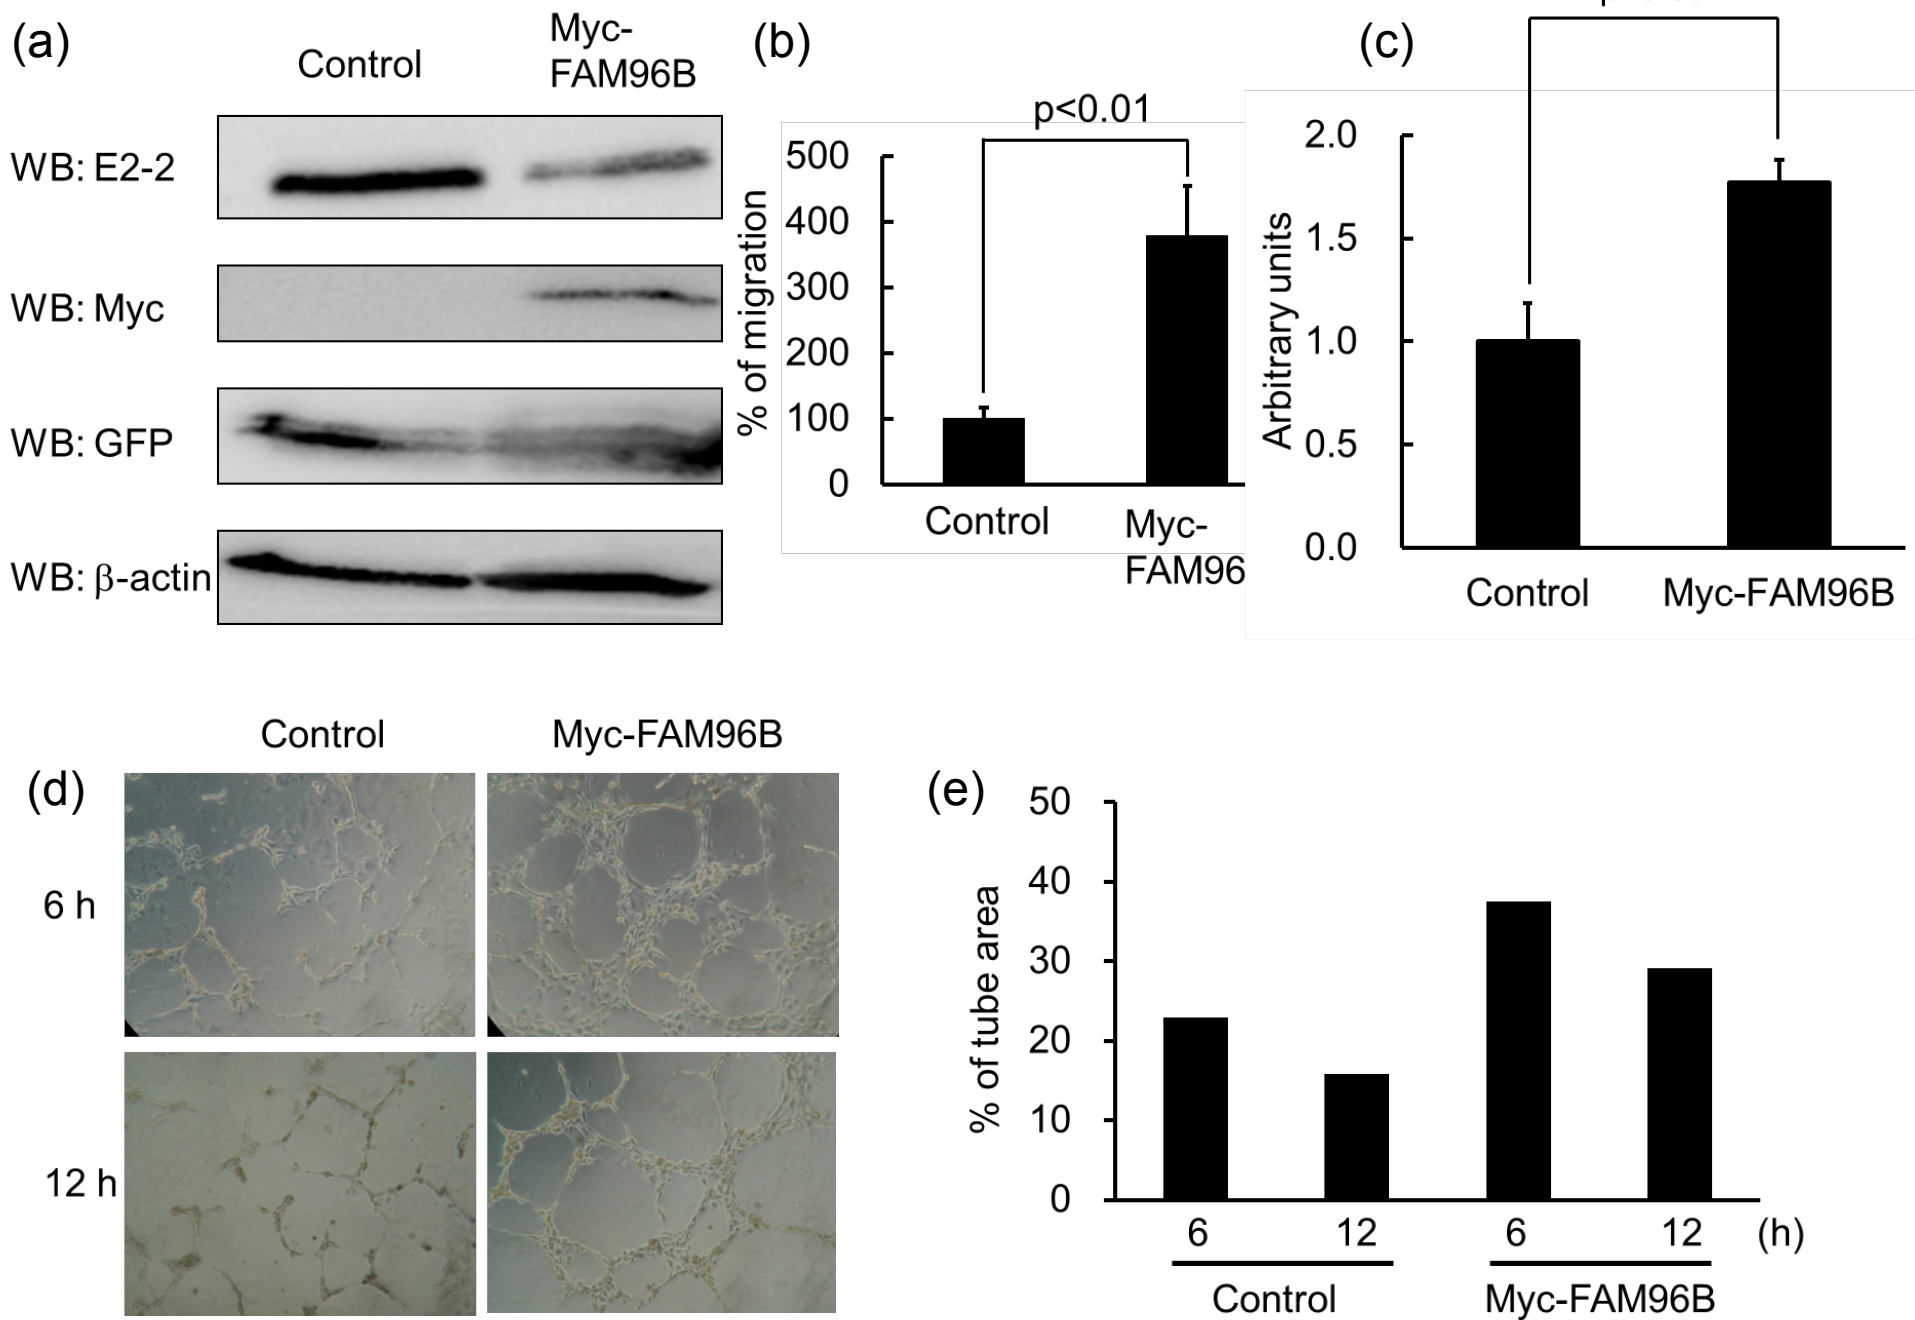 (a)
Control
Myc-
FAM96B
WB: E2-2
WB: Myc
WB: GFP
WB: β-actin
(b)
p<0.01
% of migration
500
400
300
200
100
0
Control
Myc-
FAM96
(c)
Arbitrary units
2.0
1.5
1.0
0.5
0.0
Control
Myc-FAM96B
(d)
Control
Myc-FAM96B
6 h
12 h
(e)
% of tube area
50
40
30
20
10
0
6
12
6
12
(h)
Control
Myc-FAM96B